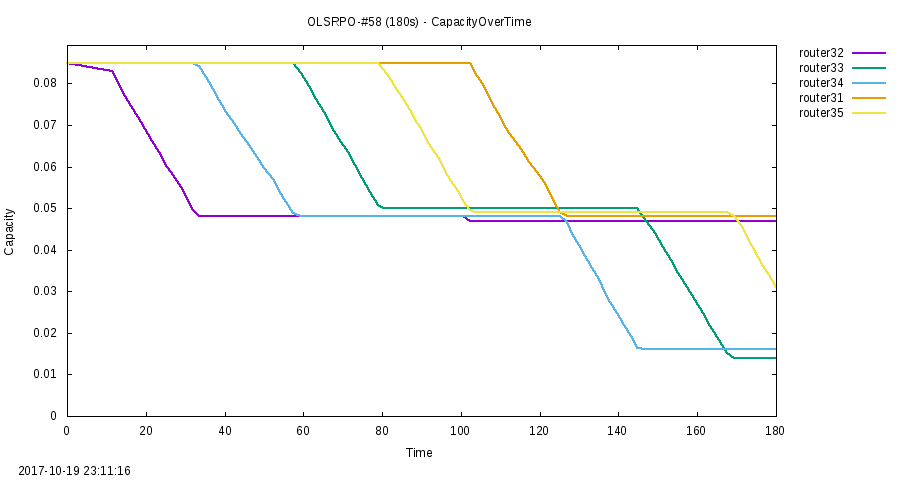 OLSRPO-#58 (180s) - CapacityOverTime
router32
router33
router34
router31
router35
0.08
0.07
0.06
0.05
0.04
0.03
0.02
0.01
0
Capacity
0 20 40 60 80 100 120 140 160 180
Time
2017-10-19 23:11:16